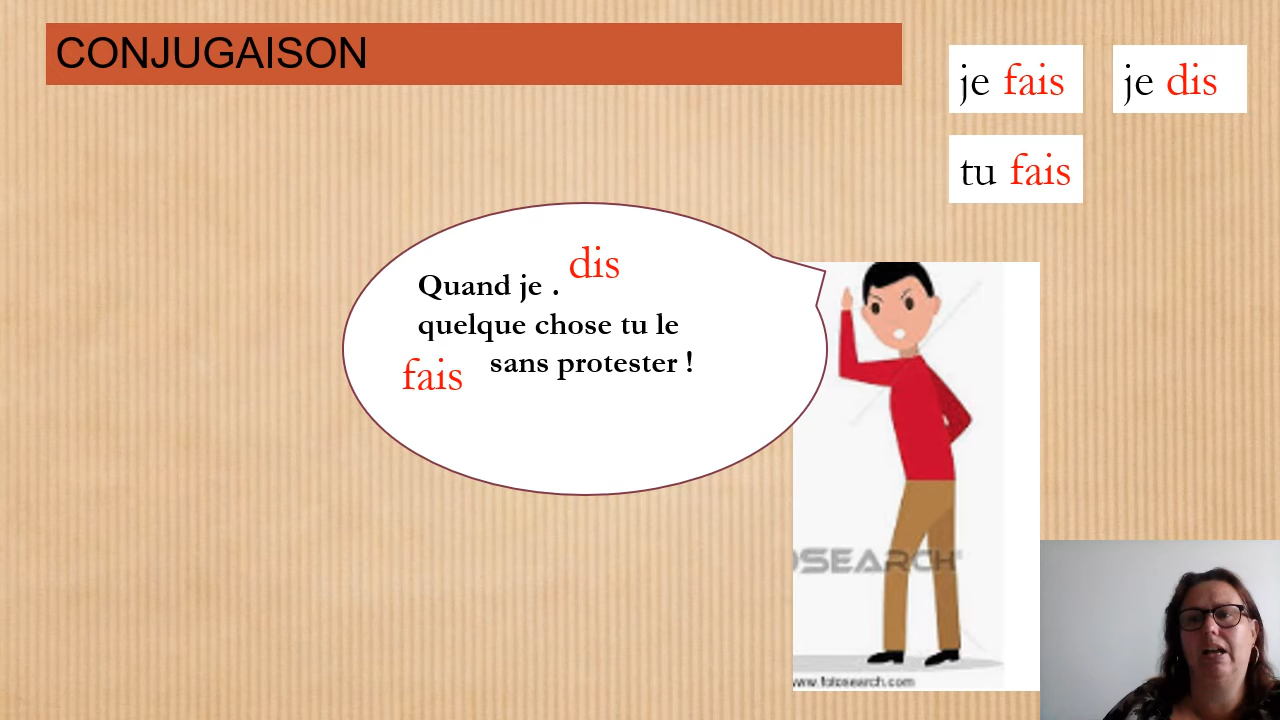 CONJUGAISON
je fais
je dis
tu fais
dis
Quand je .
quelque chose tu le
fais sans protester !
OSEARCH
www.fotosearch.com